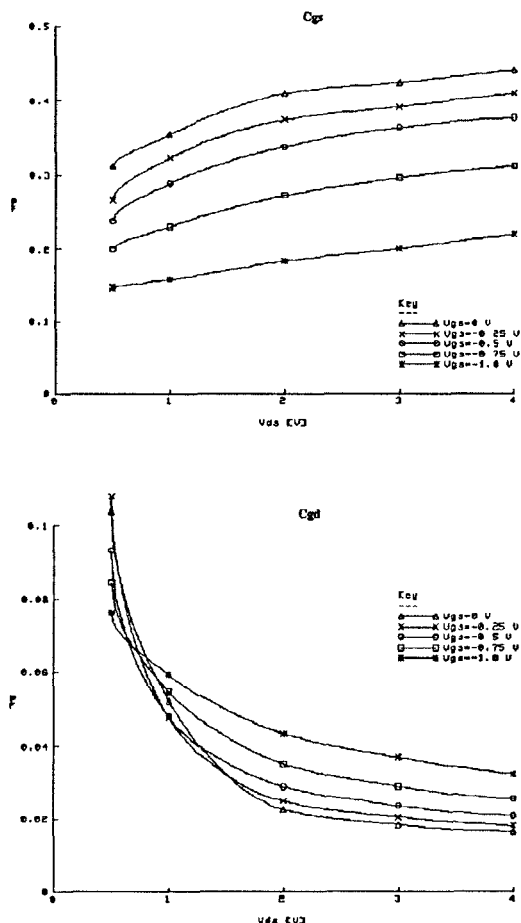 Cgs
0.5
0.4
0.3
0.2
0.1
0
0 1 2 3 4
Vds [V]
Key
Vgs=0 V
Vgs=-0.25 V
Vgs=-0.5 V
Vgs=-0.75 V
Vgs=-1.0 V
Cgd
0.1
0.08
0.06
0.04
0.02
0
0 1 2 3 4
Vds [V]
Key
Vgs=0 V
Vgs=-0.25 V
Vgs=-0.5 V
Vgs=-0.75 V
Vgs=-1.0 V